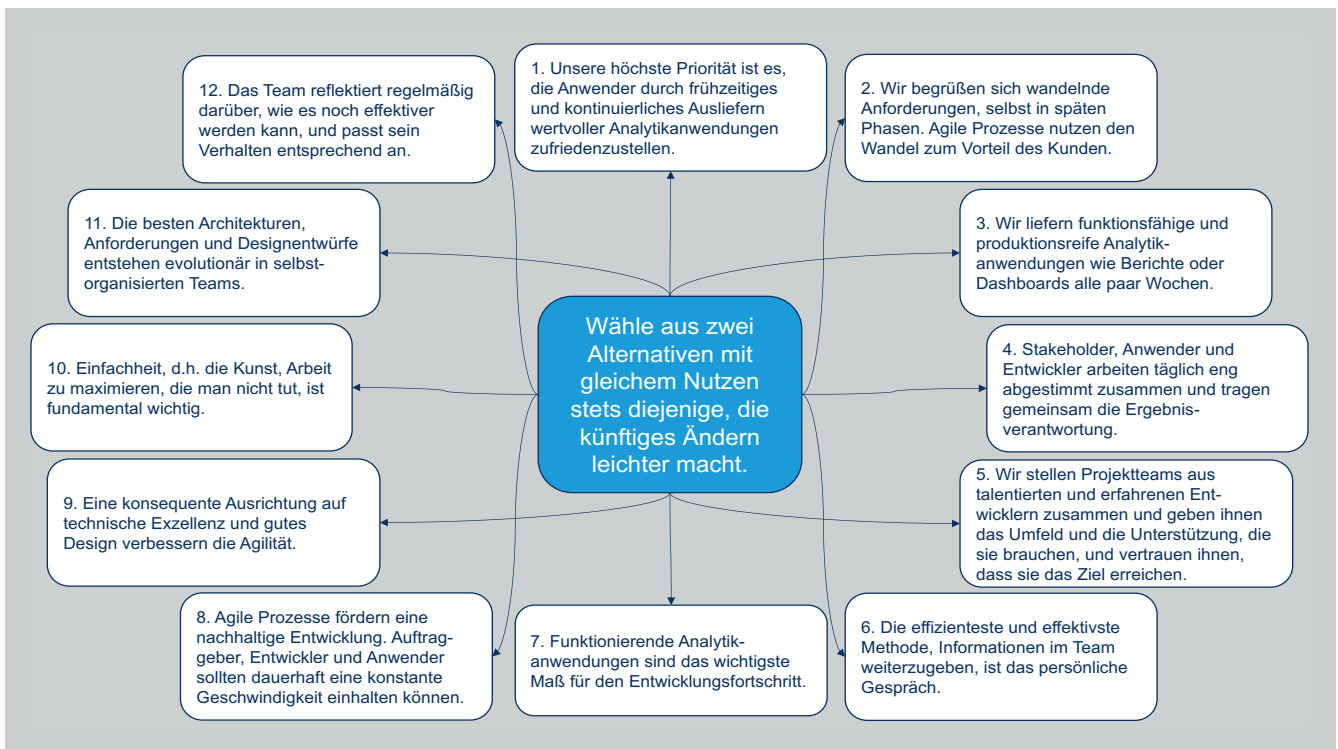 1. Unsere höchste Priorität ist es,
die Anwender durch frühzeitiges
und kontinuierliches Ausliefern
wertvoller Analytikanwendungen
zufriedenzustellen.
2. Wir begrüßen sich wandelnde
Anforderungen, selbst in späten
Phasen. Agile Prozesse nutzen den
Wandel zum Vorteil des Kunden.
3. Wir liefern funktionsfähige und
produktionsreife Analytik-
anwendungen wie Berichte oder
Dashboards alle paar Wochen.
4. Stakeholder, Anwender und
Entwickler arbeiten täglich eng
abgestimmt zusammen und tragen
gemeinsam die Ergebnis-
verantwortung.
5. Wir stellen Projektteams aus
talentierten und erfahrenen Ent-
wicklern zusammen und geben ihnen
das Umfeld und die Unterstützung, die
sie brauchen, und vertrauen ihnen,
dass sie das Ziel erreichen.
6. Die effizienteste und effektivste
Methode, Informationen im Team
weiterzugeben, ist das persönliche
Gespräch.
7. Funktionierende Analytik-
anwendungen sind das wichtigste
Maß für den Entwicklungsfortschritt.
8. Agile Prozesse fördern eine
nachhaltige Entwicklung. Auftrag-
geber, Entwickler und Anwender
sollten dauerhaft eine konstante
Geschwindigkeit einhalten können.
9. Eine konsequente Ausrichtung auf
technische Exzellenz und gutes
Design verbessern die Agilität.
10. Einfachheit, d.h. die Kunst, Arbeit
zu maximieren, die man nicht tut, ist
fundamental wichtig.
11. Die besten Architekturen,
Anforderungen und Designentwürfe
entstehen evolutionär in selbst-
organisierten Teams.
12. Das Team reflektiert regelmäßig
darüber, wie es noch effektiver
werden kann, und passt sein
Verhalten entsprechend an.
Wähle aus zwei
Alternativen mit
gleichem Nutzen
stets diejenige, die
künftiges Ändern
leichter macht.